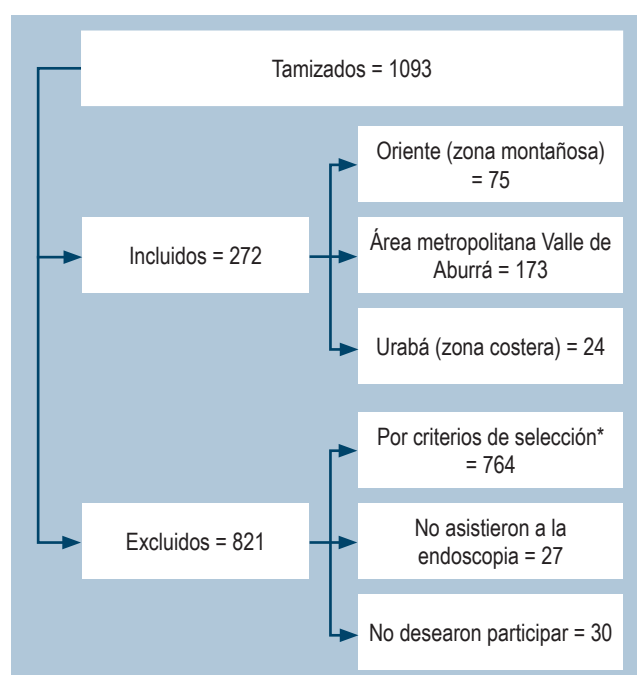 Tamizados = 1093
Oriente (zona montañosa)
= 75
Incluidos = 272
Área metropolitana Valle de
Aburrá = 173
Urabá (zona costera) = 24
Por criterios de selección*
= 764
Excluidos = 821
No asistieron a la
endoscopia = 27
No desearon participar = 30